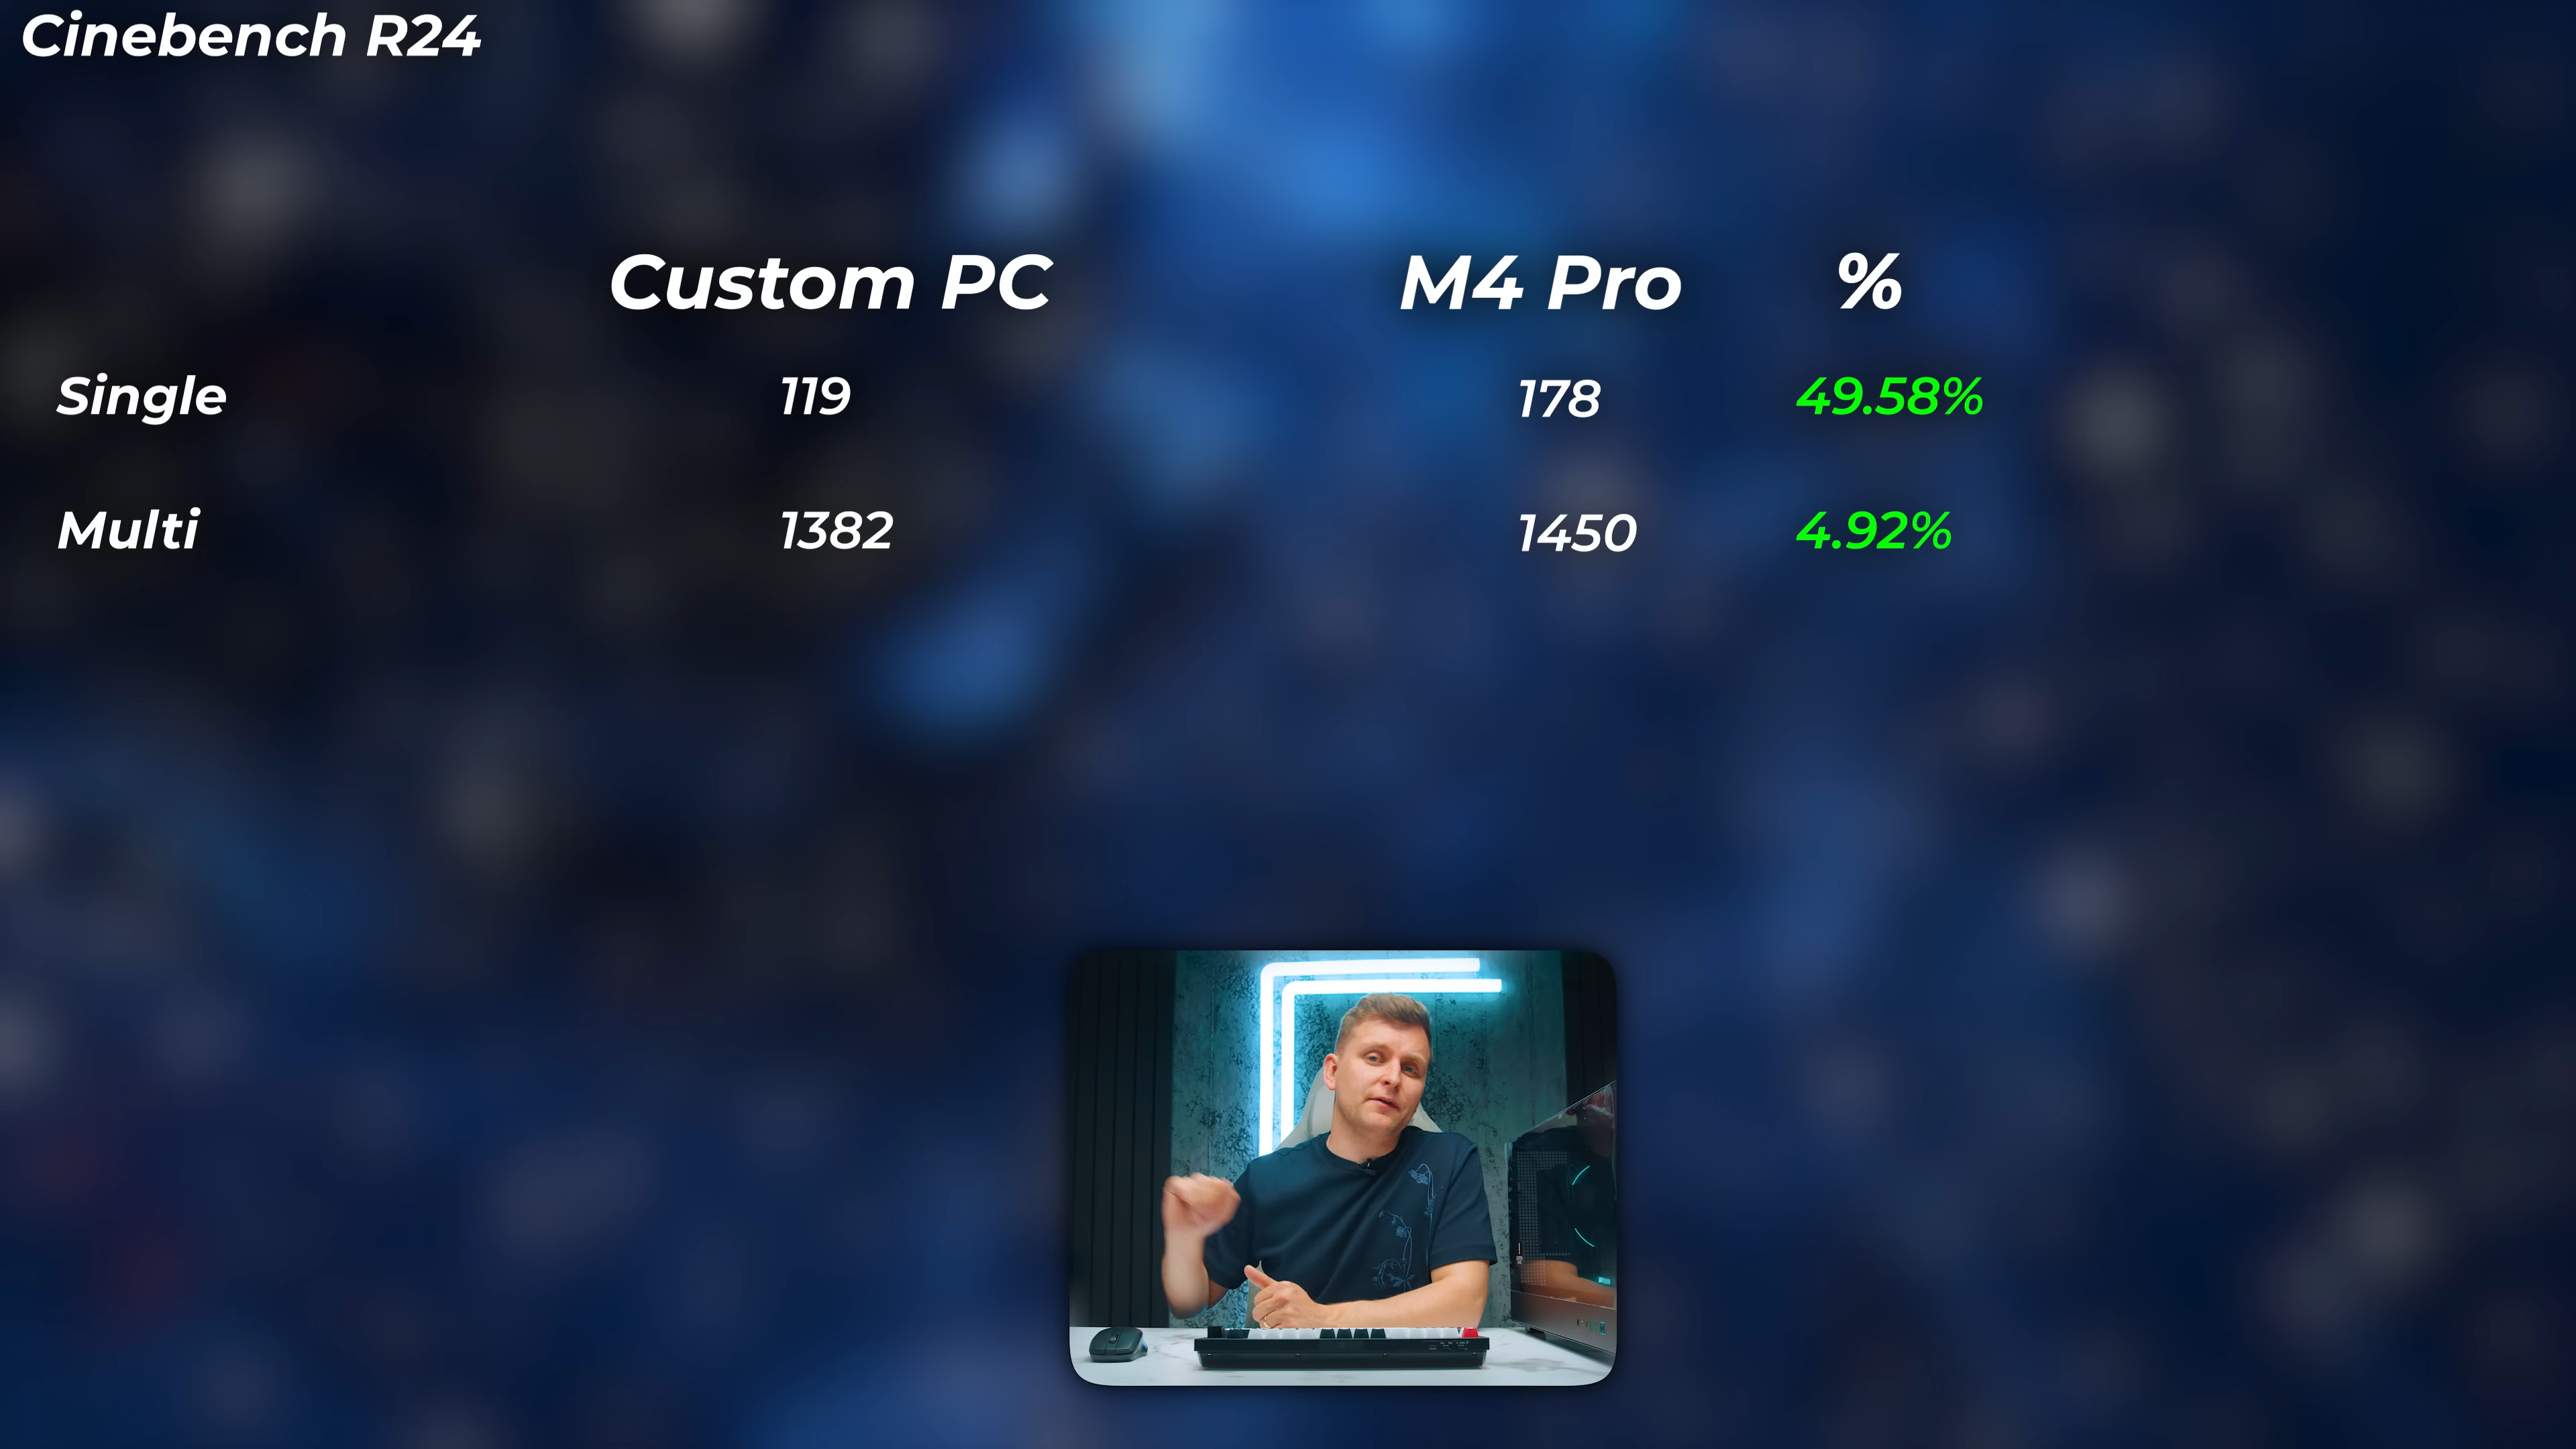 Cinebench R24
Custom PC M4 Pro %
Single 119 178 49.58%
Multi 1382 1450 4.92%